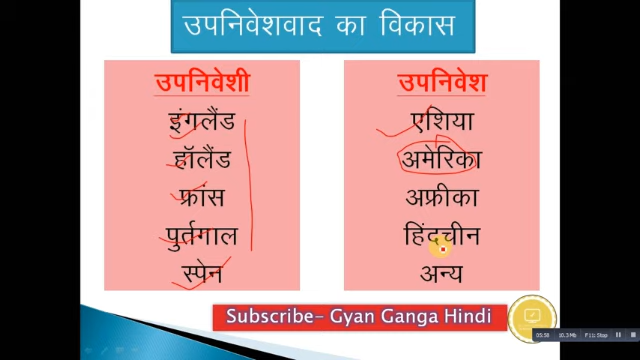 उपनिवेशवाद का विकास
उपनिवेशी
इंगलैंड
हॉलैंड
फ्रांस
पुर्तगाल
स्पेन
उपनिवेश
एशिया
अमेरिका
अफ्रीका
हिंदचीन
अन्य
Subscribe- Gyan Ganga Hindi